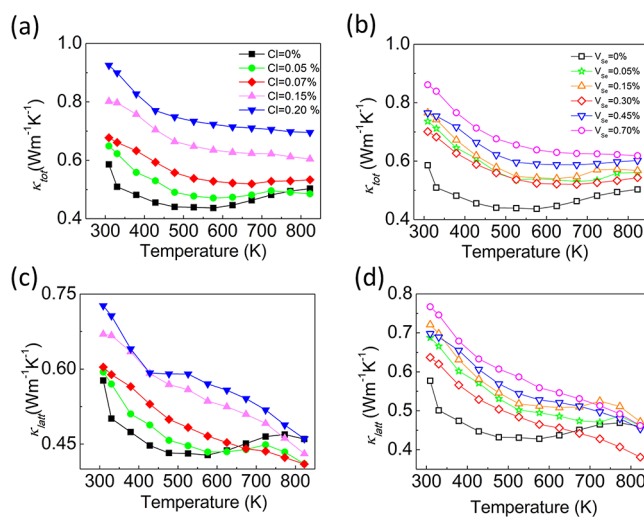 (a)
1.0
0.8
0.6
0.4
κtot(Wm⁻¹K⁻¹)
300 400 500 600 700 800
Temperature (K)
Cl=0%
Cl=0.05 %
Cl=0.07%
Cl=0.15%
Cl=0.20 %
(b)
1.0
0.8
0.6
0.4
κtot (Wm⁻¹K⁻¹)
300 400 500 600 700 800
Temperature (K)
VSe=0%
VSe=0.05%
VSe=0.15%
VSe=0.30%
VSe=0.45%
VSe=0.70%
(c)
0.75
0.60
0.45
κlatt(Wm⁻¹K⁻¹)
300 400 500 600 700 800
Temperature (K)
(d)
0.8
0.7
0.6
0.5
0.4
κlatt (Wm⁻¹K⁻¹)
300 400 500 600 700 800
Temperature (K)